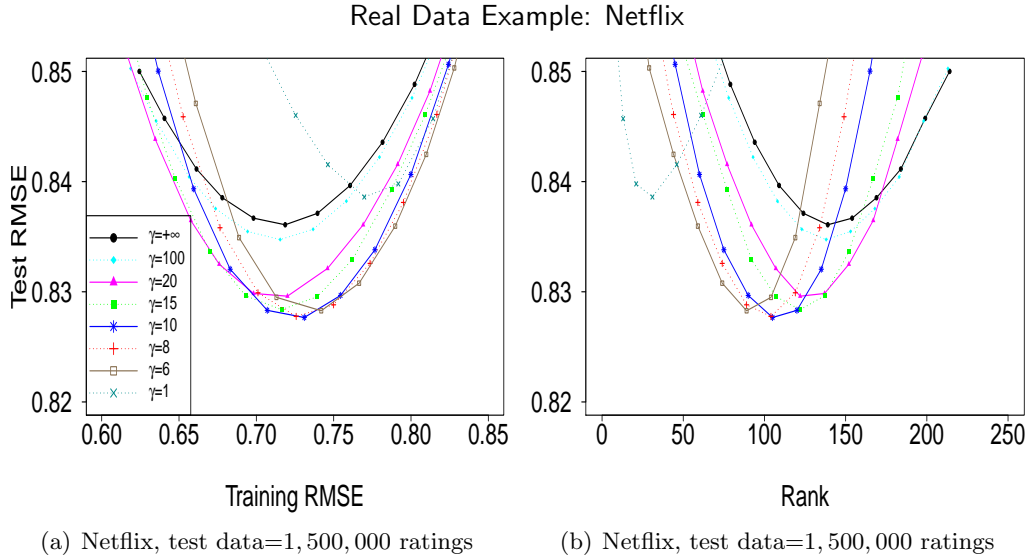 Real Data Example: Netflix
Test RMSE
0.85
0.84
0.83
0.82
γ=+∞
γ=100
γ=20
γ=15
γ=10
γ=8
γ=6
γ=1
0.60 0.65 0.70 0.75 0.80 0.85
Training RMSE
(a) Netflix, test data=1, 500, 000 ratings
0.85
0.84
0.83
0.82
0 50 100 150 200 250
Rank
(b) Netflix, test data=1, 500, 000 ratings